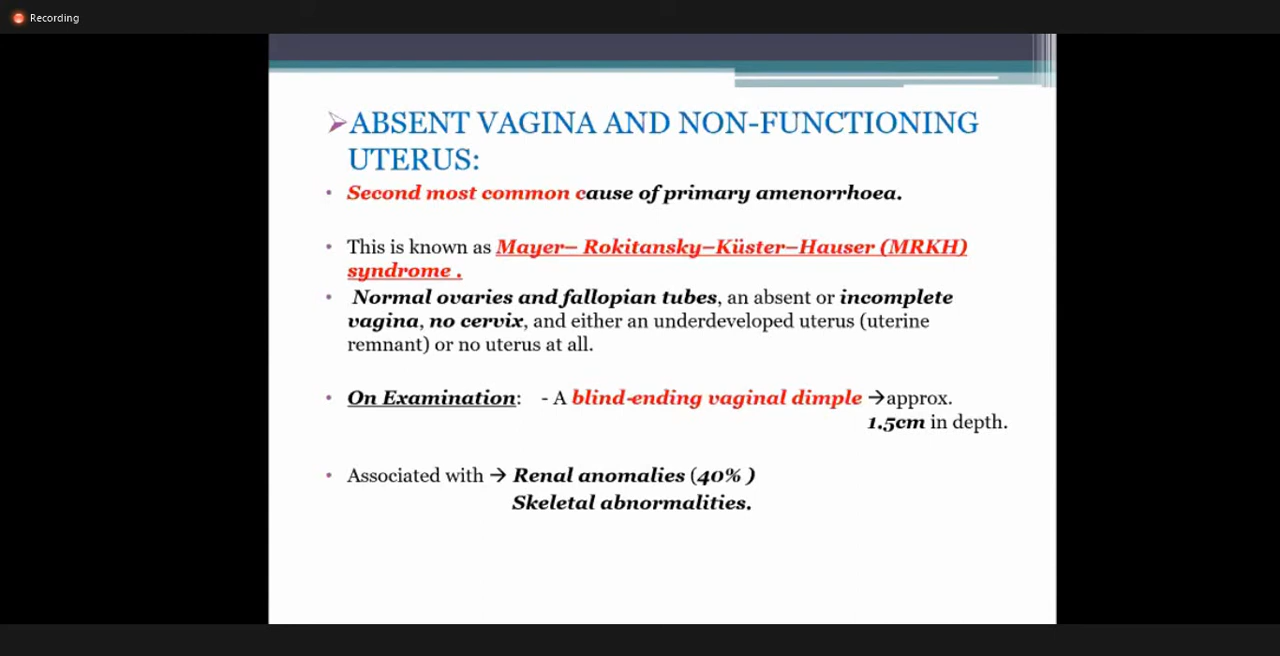 Recording
ABSENT VAGINA AND NON-FUNCTIONING
UTERUS:
• Second most common cause of primary amenorrhoea.
• This is known as Mayer– Rokitansky–Küster–Hauser (MRKH)
syndrome .
• Normal ovaries and fallopian tubes, an absent or incomplete
vagina, no cervix, and either an underdeveloped uterus (uterine
remnant) or no uterus at all.
• On Examination: - A blind-ending vaginal dimple →approx.
1.5cm in depth.
• Associated with → Renal anomalies (40% )
Skeletal abnormalities.